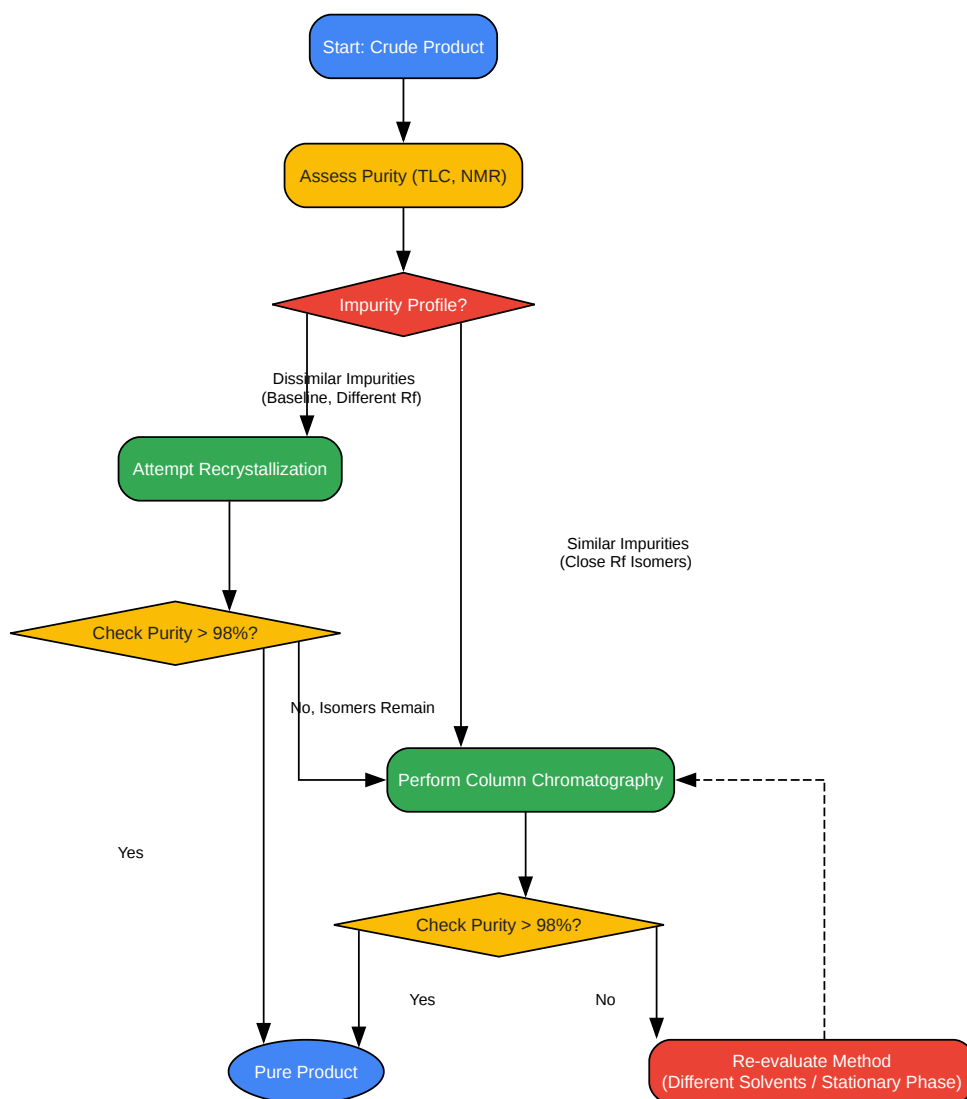 Start: Crude Product
Assess Purity (TLC, NMR)
Impurity Profile?
Dissimilar Impurities
(Baseline, Different Rf)
Attempt Recrystallization
Similar Impurities
(Close Rf Isomers)
Check Purity > 98%?
No, Isomers Remain
Perform Column Chromatography
Yes
Check Purity > 98%?
Yes
No
Pure Product
Re-evaluate Method
(Different Solvents / Stationary Phase)